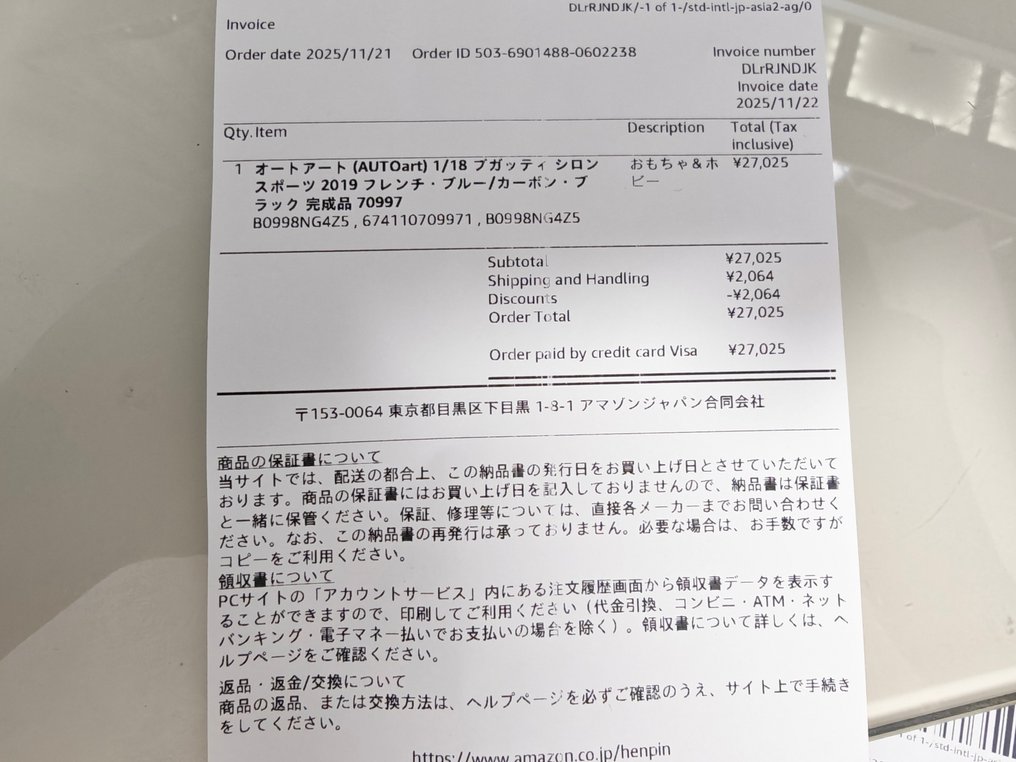 DLrRJNDJK/-1 of 1-/std-intl-jp-asia2-ag/0
Invoice
Order date 2025/11/21 Order ID 503-6901488-0602238
Invoice number
DLrRJNDJK
Invoice date
2025/11/22
Qty. Item Description Total (Tax inclusive)
1 オートアート (AUTOart) 1/18 ブガッティ シロン おもちゃ&ホ ¥27,025
スポーツ 2019 フレンチ・ブルー/カーボン・ブ ビー
ラック 完成品 70997
B0998NG4Z5 , 674110709971 , B0998NG4Z5
Subtotal ¥27,025
Shipping and Handling ¥2,064
Discounts -¥2,064
Order Total ¥27,025
Order paid by credit card Visa ¥27,025
〒153-0064 東京都目黒区下目黒 1-8-1 アマゾンジャパン合同会社
商品の保証書について
当サイトでは、配送の都合上、この納品書の発行日をお買い上げ日とさせていただいて
おります。商品の保証書にはお買い上げ日を記入しておりませんので、納品書は保証書
と一緒に保管ください。保証、修理等については、直接各メーカーまでお問い合わせく
ださい。なお、この納品書の再発行は承っておりません。必要な場合は、お手数ですが
コピーをご利用ください。
領収書について
PCサイトの「アカウントサービス」内にある注文履歴画面から領収書データを表示す
ることができますので、印刷してご利用ください（代金引換、コンビニ・ATM・ネット
バンキング・電子マネー払いでお支払いの場合を除く）。領収書について詳しくは、ヘ
ルプページをご確認ください。
返品・返金/交換について
商品の返品、または交換方法は、ヘルプページを必ずご確認のうえ、サイト上で手続き
をしてください。
https://www.amazon.co.jp/henpin